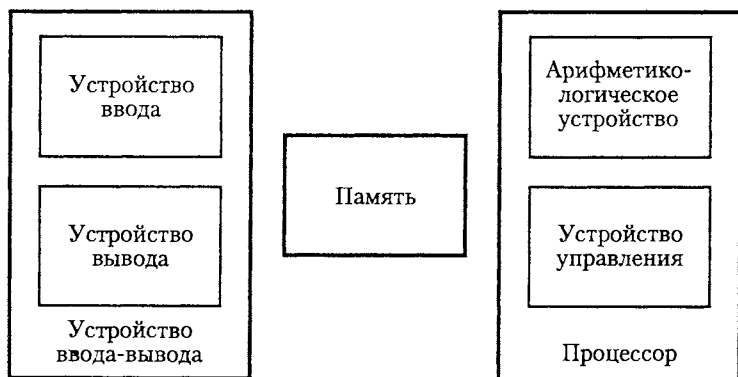 Устройство
ввода
Устройство
вывода
Устройство
ввода-вывода
Память
Арифметико-
логическое
устройство
Устройство
управления
Процессор